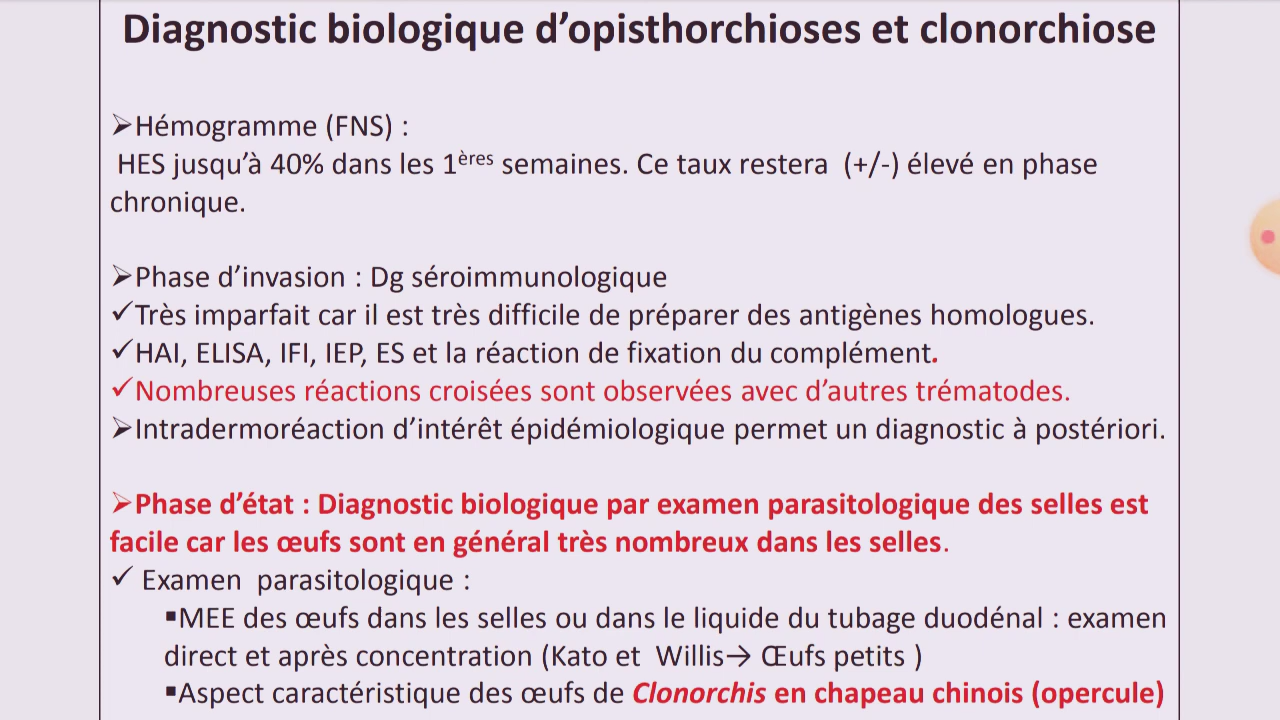 Diagnostic biologique d’opisthorchioses et clonorchiose
➢Hémogramme (FNS) :
HES jusqu’à 40% dans les 1ères semaines. Ce taux restera (+/-) élevé en phase
chronique.
➢Phase d’invasion : Dg séroimmunologique
✓Très imparfait car il est très difficile de préparer des antigènes homologues.
✓HAI, ELISA, IFI, IEP, ES et la réaction de fixation du complément.
✓Nombreuses réactions croisées sont observées avec d’autres trématodes.
➢Intradermoréaction d’intérêt épidémiologique permet un diagnostic à postériori.
➢Phase d’état : Diagnostic biologique par examen parasitologique des selles est
facile car les œufs sont en général très nombreux dans les selles.
✓ Examen parasitologique :
▪MEE des œufs dans les selles ou dans le liquide du tubage duodénal : examen
direct et après concentration (Kato et Willis→ Œufs petits )
▪Aspect caractéristique des œufs de Clonorchis en chapeau chinois (opercule)